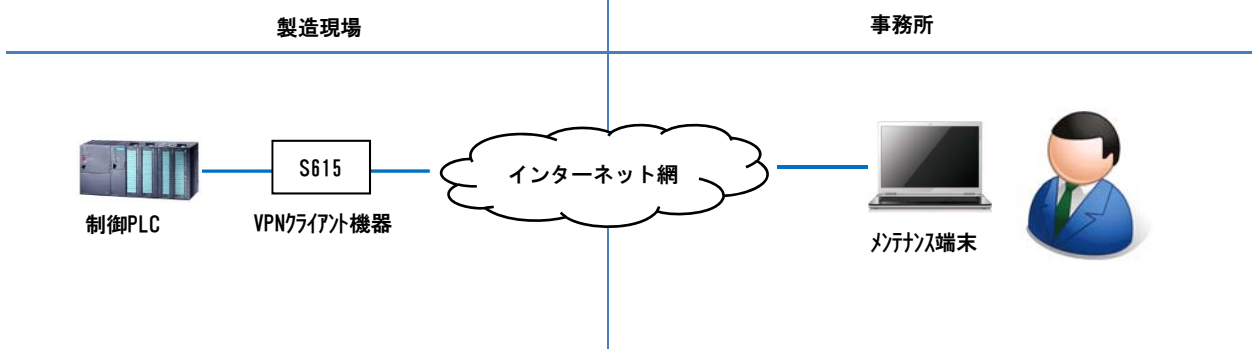 製造現場
事務所
S615
インターネット網
制御PLC
VPNｸﾗｲｱﾝﾄ機器
ﾒﾝﾃﾅﾝｽ端末